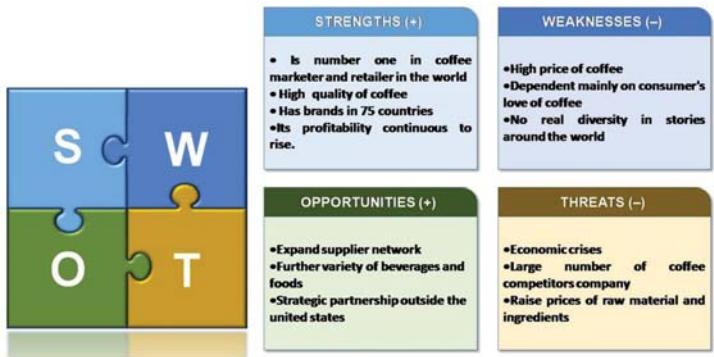 S W
O T
STRENGTHS (+)
• Is number one in coffee
marketer and retailer in the world
• High quality of coffee
• Has brands in 75 countries
•Its profitability continuous to
rise.
WEAKNESSES (–)
•High price of coffee
•Dependent mainly on consumer's
love of coffee
•No real diversity in stories
around the world
OPPORTUNITIES (+)
•Expand supplier network
•Further variety of beverages and
foods
•Strategic partnership outside the
united states
THREATS (–)
•Economic crises
•Large number of coffee
competitors company
•Raise prices of raw material and
ingredients